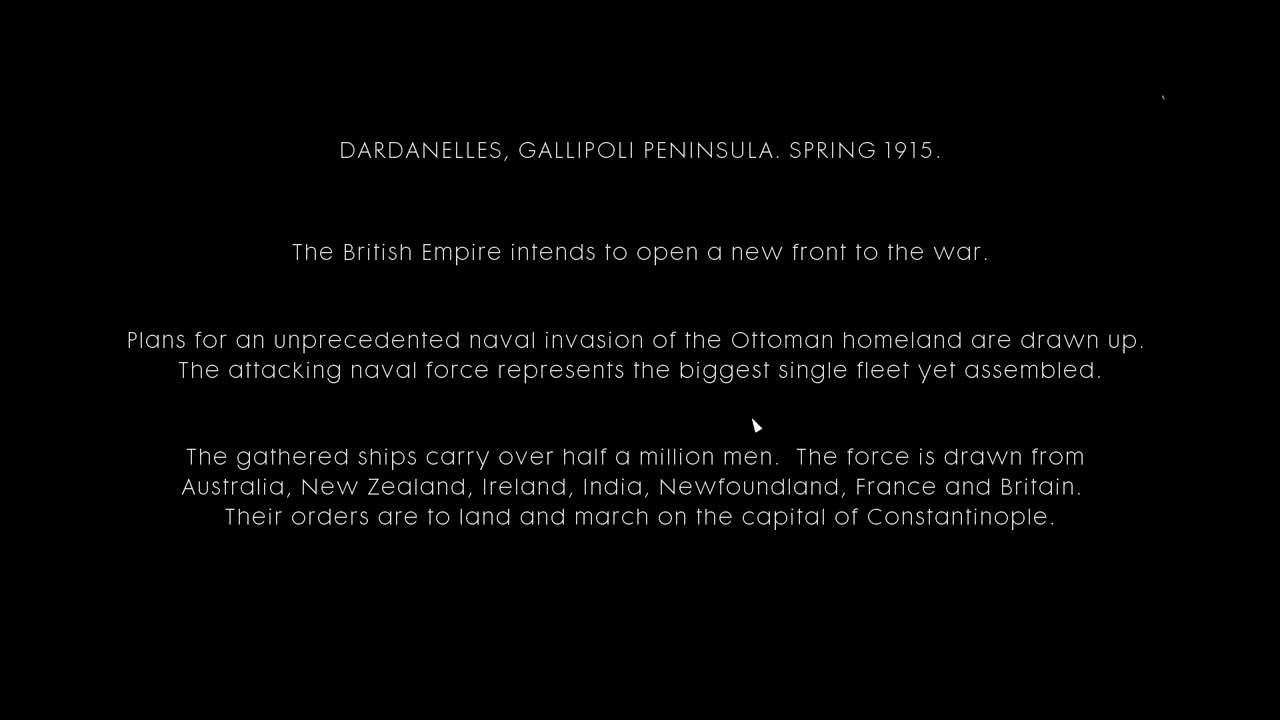 DARDANELLES, GALLIPOLI PENINSULA. SPRING 1915.
The British Empire intends to open a new front to the war.
Plans for an unprecedented naval invasion of the Ottoman homeland are drawn up.
The attacking naval force represents the biggest single fleet yet assembled.
The gathered ships carry over half a million men.  The force is drawn from
Australia, New Zealand, Ireland, India, Newfoundland, France and Britain.
Their orders are to land and march on the capital of Constantinople.